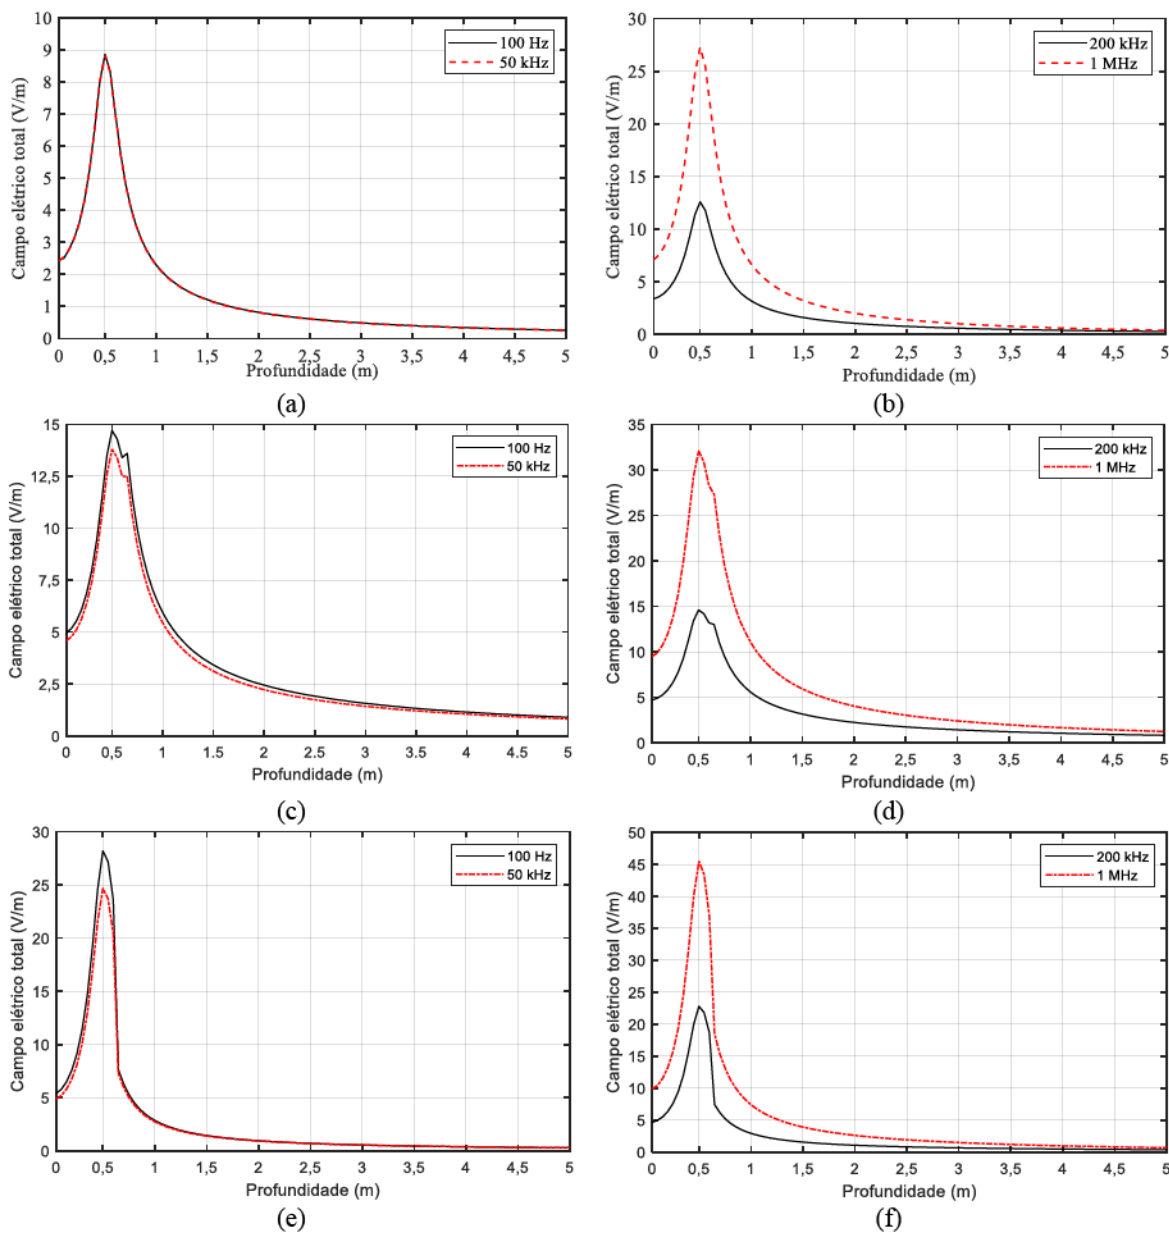 10
9
8
7
6
5
4
3
2
1
0
Campo elétrico total (V/m)
100 Hz
50 kHz
0 0,5 1 1,5 2 2,5 3 3,5 4 4,5 5
Profundidade (m)
(a)
30
25
20
15
10
5
0
Campo elétrico total (V/m)
200 kHz
1 MHz
0 0,5 1 1,5 2 2,5 3 3,5 4 4,5 5
Profundidade (m)
(b)
15
12,5
10
7,5
5
2,5
0
Campo elétrico total (V/m)
100 Hz
50 kHz
0 0,5 1 1.5 2 2,5 3 3.5 4 4.5 5
Profundidade (m)
(c)
35
30
25
20
15
10
5
0
Campo elétrico total (V/m)
200 kHz
1 MHz
0 0,5 1 1,5 2 2,5 3 3,5 4 4,5 5
Profundidade (m)
(d)
30
25
20
15
10
5
0
Campo elétrico total (V/m)
100 Hz
50 kHz
0 0,5 1 1,5 2 2,5 3 3,5 4 4,5 5
Profundidade (m)
(e)
50
45
40
35
30
25
20
15
10
5
0
Campo elétrico total (V/m)
200 kHz
1 MHz
0 0,5 1 1,5 2 2,5 3 3,5 4 4,5 5
Profundidade (m)
(f)